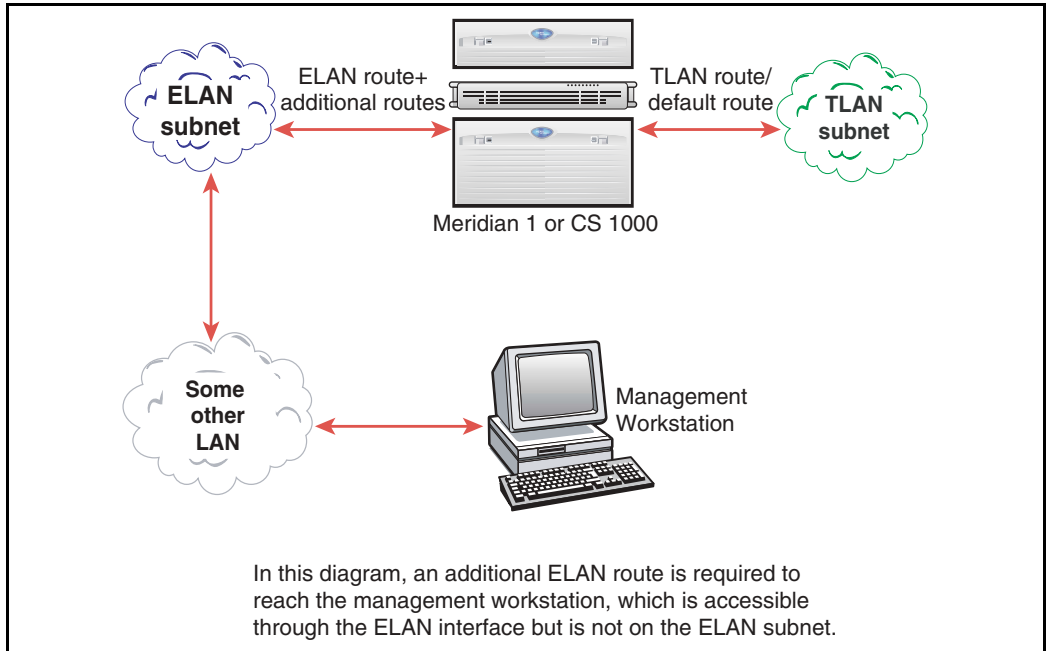 ELAN
subnet
ELAN route+
additional routes
TLAN route/
default route
TLAN
subnet
Meridian 1 or CS 1000
Some
other
LAN
Management
Workstation
In this diagram, an additional ELAN route is required to
reach the management workstation, which is accessible
through the ELAN interface but is not on the ELAN subnet.